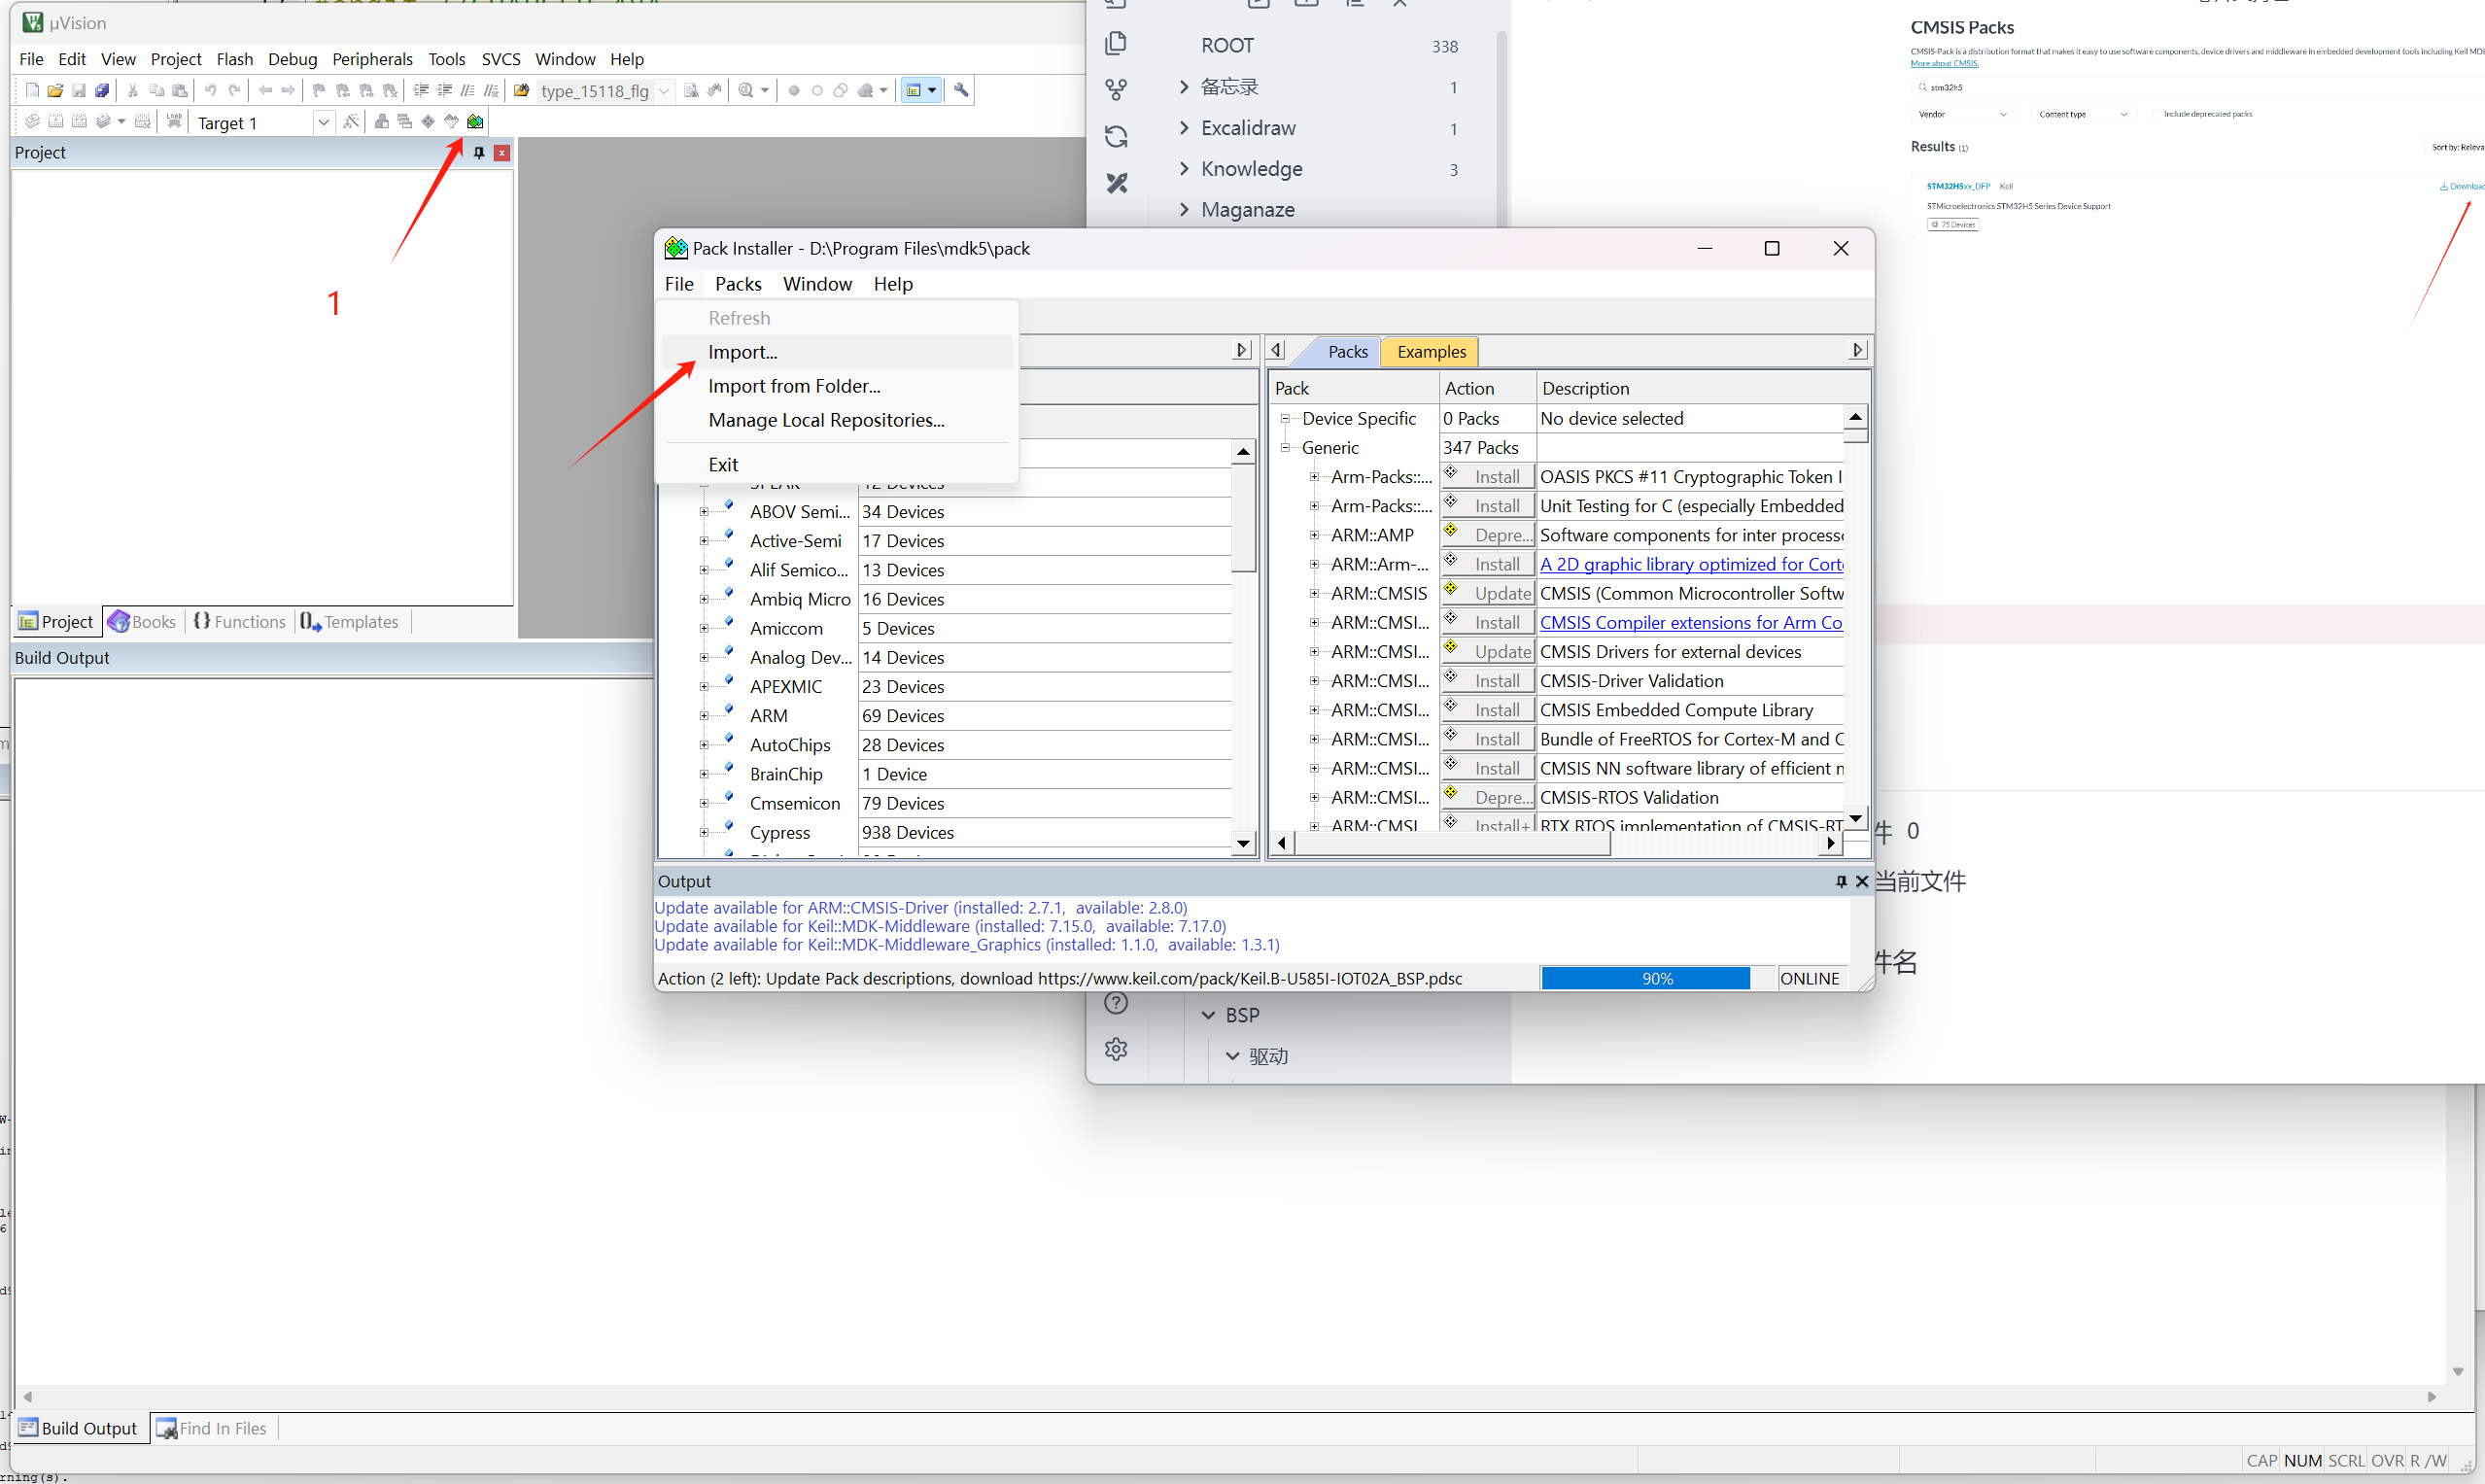 µVision
File Edit View Project Flash Debug Peripherals Tools SVCS Window Help
type_15118_flg
LOAD
Target 1
Project
1
Project Books Functions Templates
Build Output
Build Output Find In Files
CAP NUM SCRL OVR R /W
rning(s).
ROOT 338
备忘录 1
Excalidraw 1
Knowledge 3
Maganaze
BSP
驱动
CMSIS Packs
CMSIS-Pack is a distribution format that makes it easy to use software components, device drivers and middleware in embedded development tools including Keil MDK
More about CMSIS.
stm32h5
Vendor Content type Include deprecated packs
Results (1)
Sort by: Releva
STM32H5xx_DFP Keil Download
STMicroelectronics STM32H5 Series Device Support
75 Devices
件 0
当前文件
件名
Pack Installer - D:\Program Files\mdk5\pack
File Packs Window Help
Refresh
Import...
Import from Folder...
Manage Local Repositories...
Exit
ABOV Semi... 34 Devices
Active-Semi 17 Devices
Alif Semico... 13 Devices
Ambiq Micro 16 Devices
Amiccom 5 Devices
Analog Dev... 14 Devices
APEXMIC 23 Devices
ARM 69 Devices
AutoChips 28 Devices
BrainChip 1 Device
Cmsemicon 79 Devices
Cypress 938 Devices
Packs Examples
Pack Action Description
Device Specific 0 Packs No device selected
Generic 347 Packs
Arm-Packs::... Install OASIS PKCS #11 Cryptographic Token I
Arm-Packs::... Install Unit Testing for C (especially Embedded
ARM::AMP Depre... Software components for inter process
ARM::Arm-... Install A 2D graphic library optimized for Cort
ARM::CMSIS Update CMSIS (Common Microcontroller Softw
ARM::CMSI... Install CMSIS Compiler extensions for Arm Co
ARM::CMSI... Update CMSIS Drivers for external devices
ARM::CMSI... Install CMSIS-Driver Validation
ARM::CMSI... Install CMSIS Embedded Compute Library
ARM::CMSI... Install Bundle of FreeRTOS for Cortex-M and C
ARM::CMSI... Install CMSIS NN software library of efficient n
ARM::CMSI... Depre... CMSIS-RTOS Validation
ARM::CMSI... Install+ RTX RTOS implementation of CMSIS-RT
Output
Update available for ARM::CMSIS-Driver (installed: 2.7.1, available: 2.8.0)
Update available for Keil::MDK-Middleware (installed: 7.15.0, available: 7.17.0)
Update available for Keil::MDK-Middleware_Graphics (installed: 1.1.0, available: 1.3.1)
Action (2 left): Update Pack descriptions, download https://www.keil.com/pack/Keil.B-U585I-IOT02A_BSP.pdsc 90% ONLINE